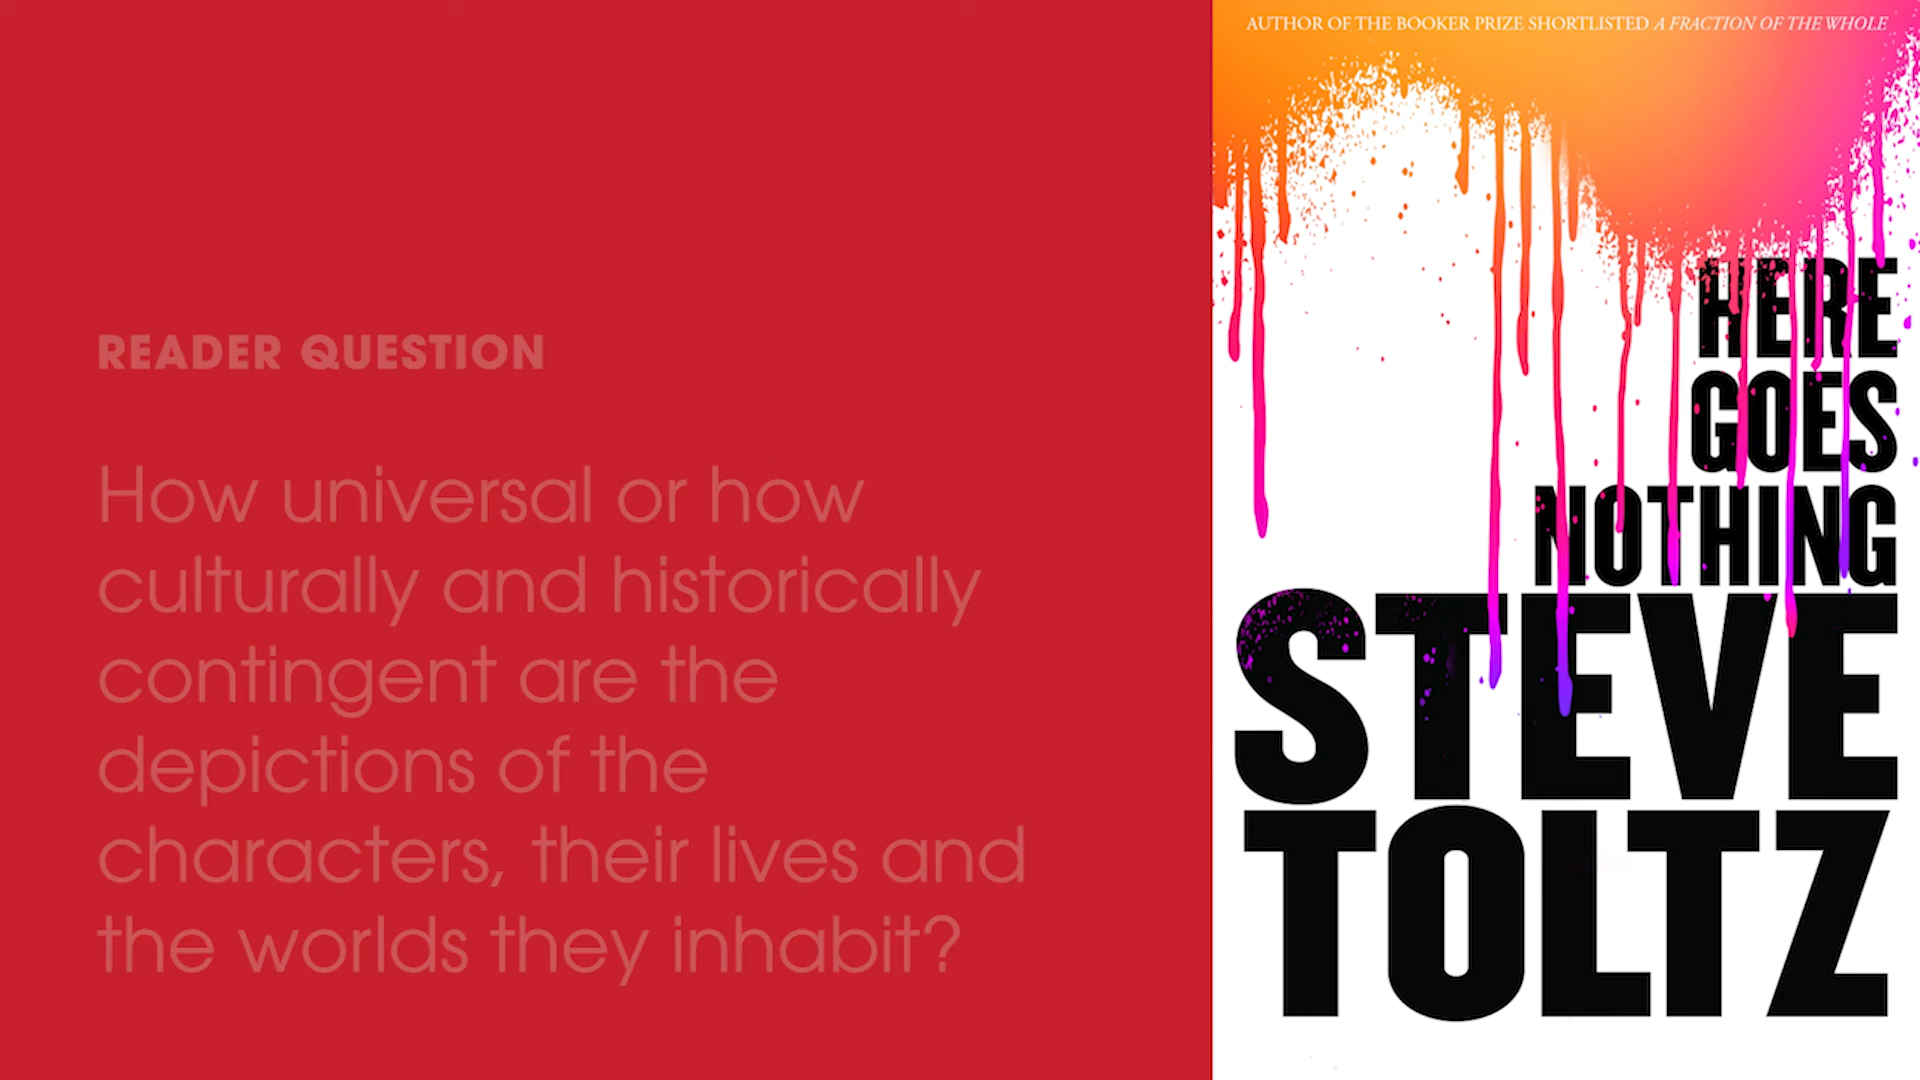 READER QUESTION
How universal or how
culturally and historically
contingent are the
depictions of the
characters, their lives and
the worlds they inhabit?
AUTHOR OF THE BOOKER PRIZE SHORTLISTED A FRACTION OF THE WHOLE
HERE
GOES
NOTHING
STEVE
TOLTZ